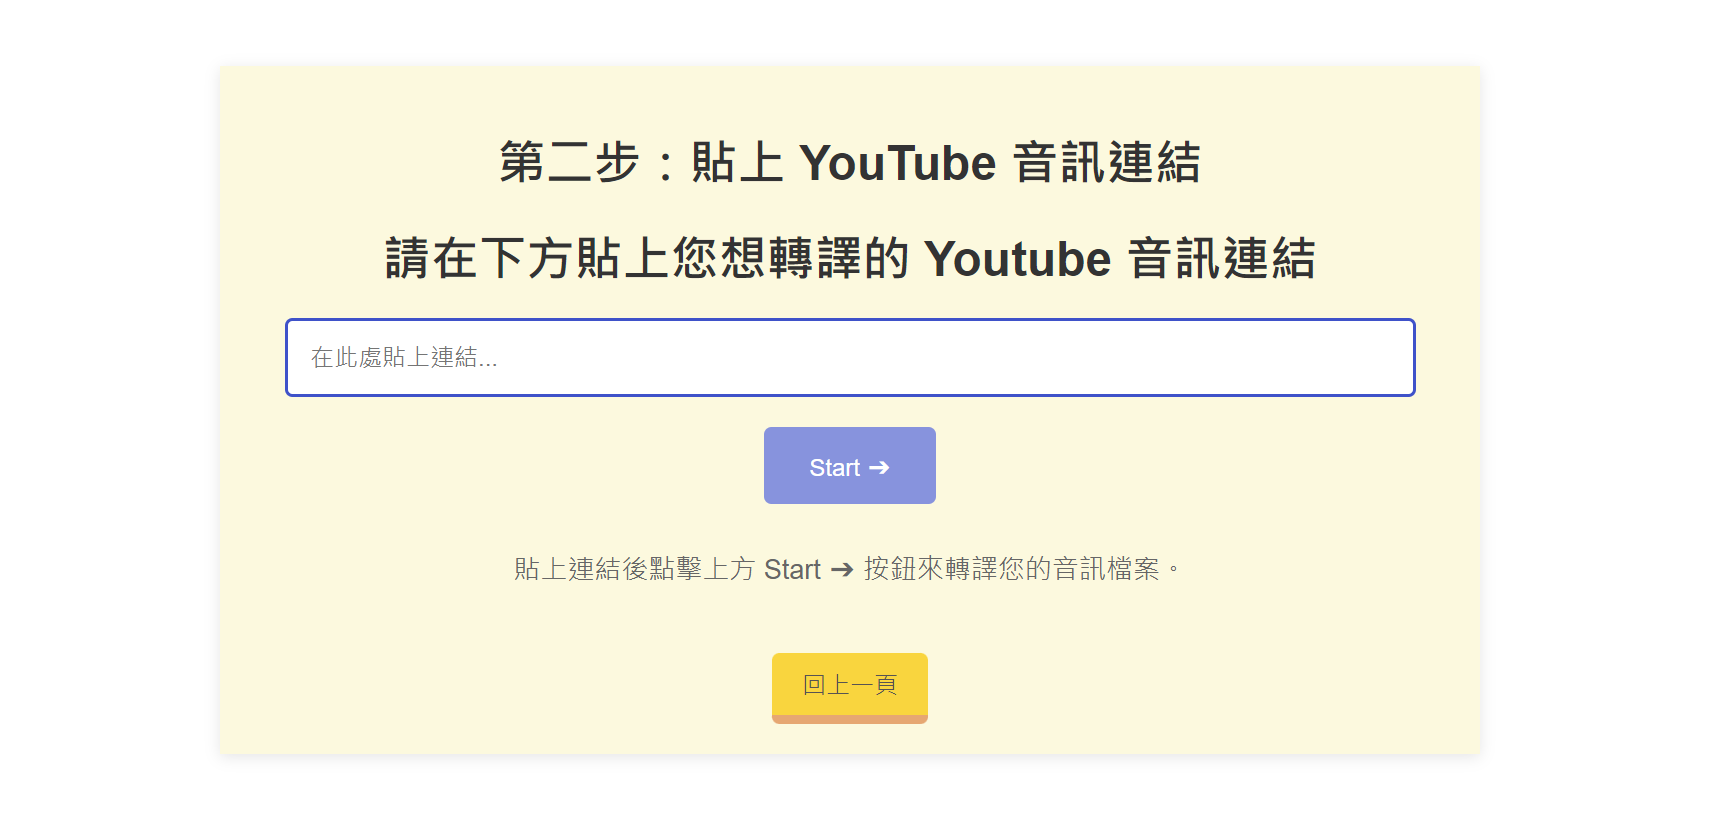 第二步：貼上 YouTube 音訊連結
請在下方貼上您想轉譯的 Youtube 音訊連結
在此處貼上連結...
Start ➔
貼上連結後點擊上方 Start ➔ 按鈕來轉譯您的音訊檔案。
回上一頁